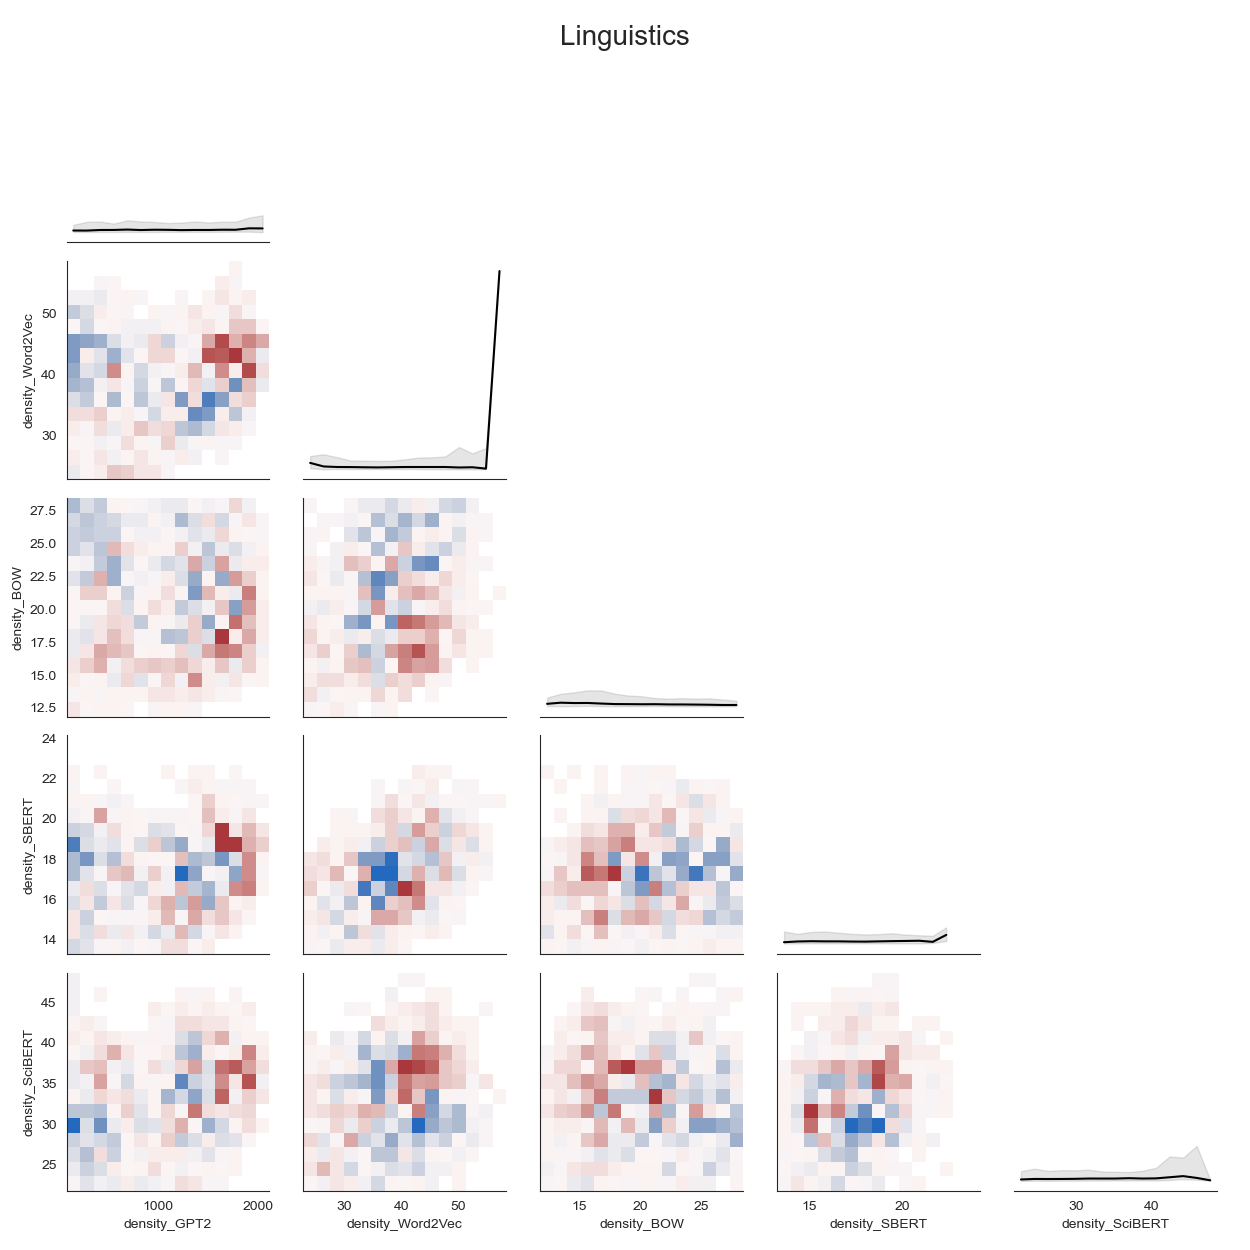 Linguistics
density_Word2Vec
50
40
30
density_BOW
27.5
25.0
22.5
20.0
17.5
15.0
12.5
density_SBERT
24
22
20
18
16
14
density_SciBERT
45
40
35
30
25
1000 2000
density_GPT2
30 40 50
density_Word2Vec
15 20 25
density_BOW
15 20
density_SBERT
30 40
density_SciBERT